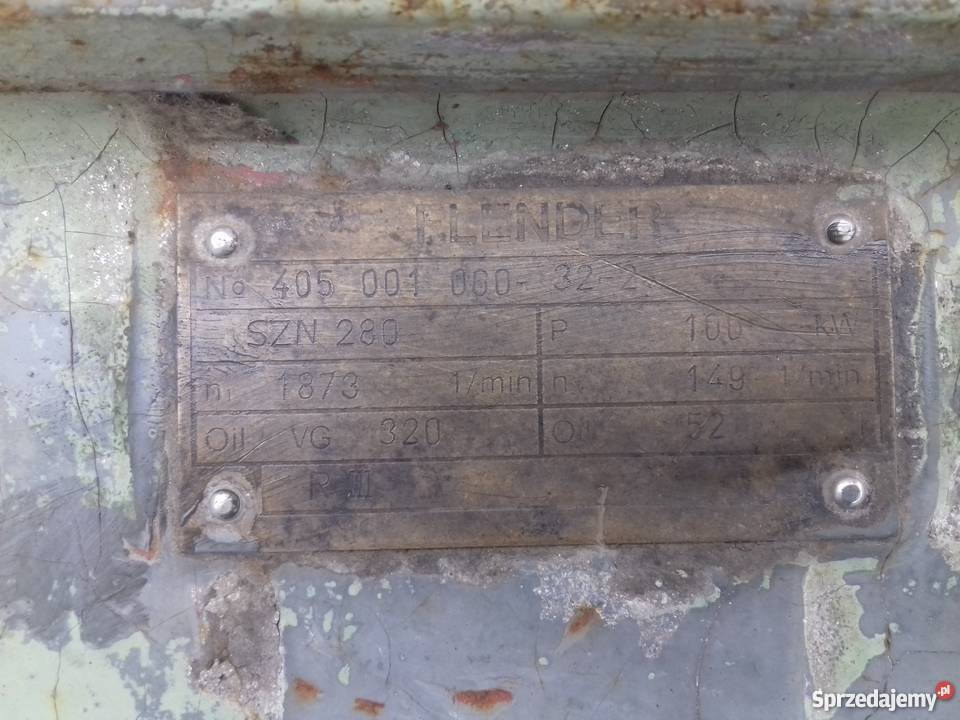 FLENDER
No 405 001 000- 32-2
SZN 280 P 100 kW
n1 1873 1/min n2 149 1/min
Oil VG 320 Oil 52 l
R III
Sprzedajemy.pl